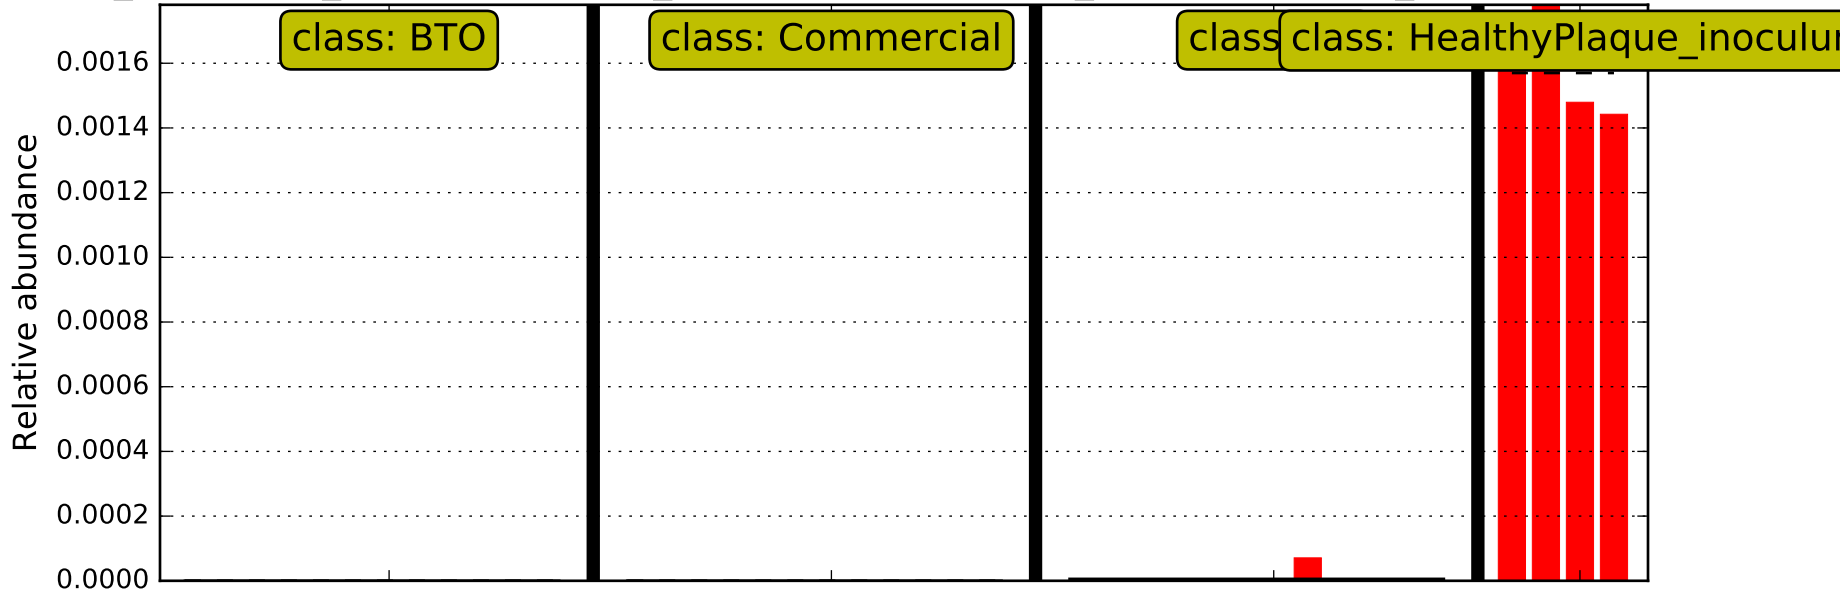 class: BTO
class: Commercial
class
class: HealthyPlaque_inoculu
0.0016
0.0014
0.0012
0.0010
0.0008
0.0006
0.0004
0.0002
0.0000
Relative abundance